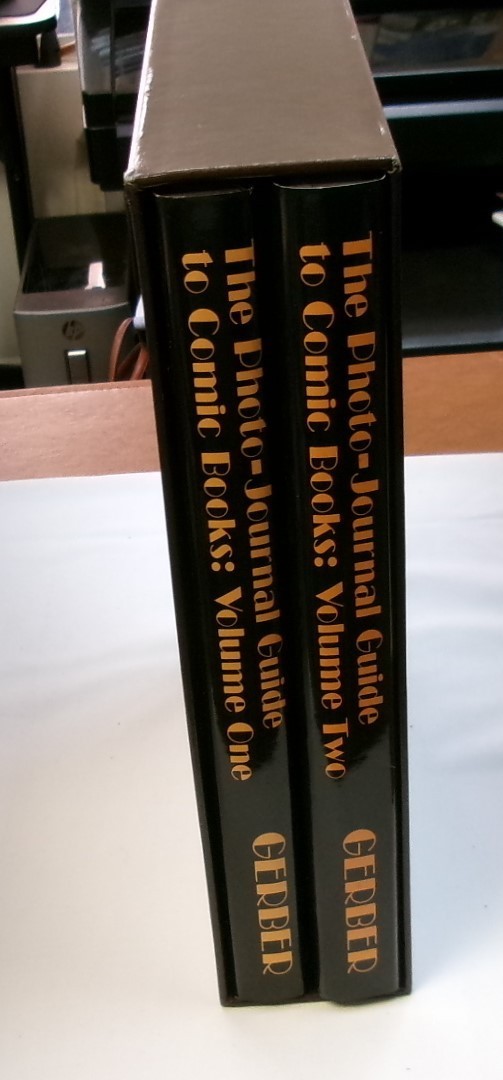 The Photo-Journal Guide
to Comic Books: Volume One
GERBER
The Photo-Journal Guide
to Comic Books: Volume Two
GERBER
hp